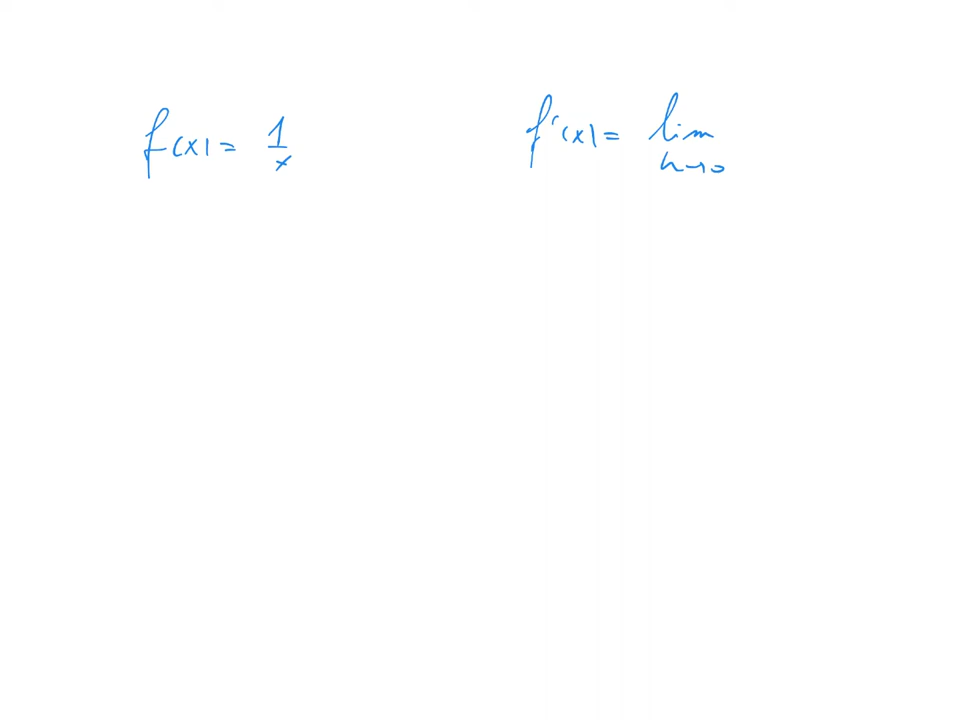 f(x) = 1/x
f'(x) = lim h→0